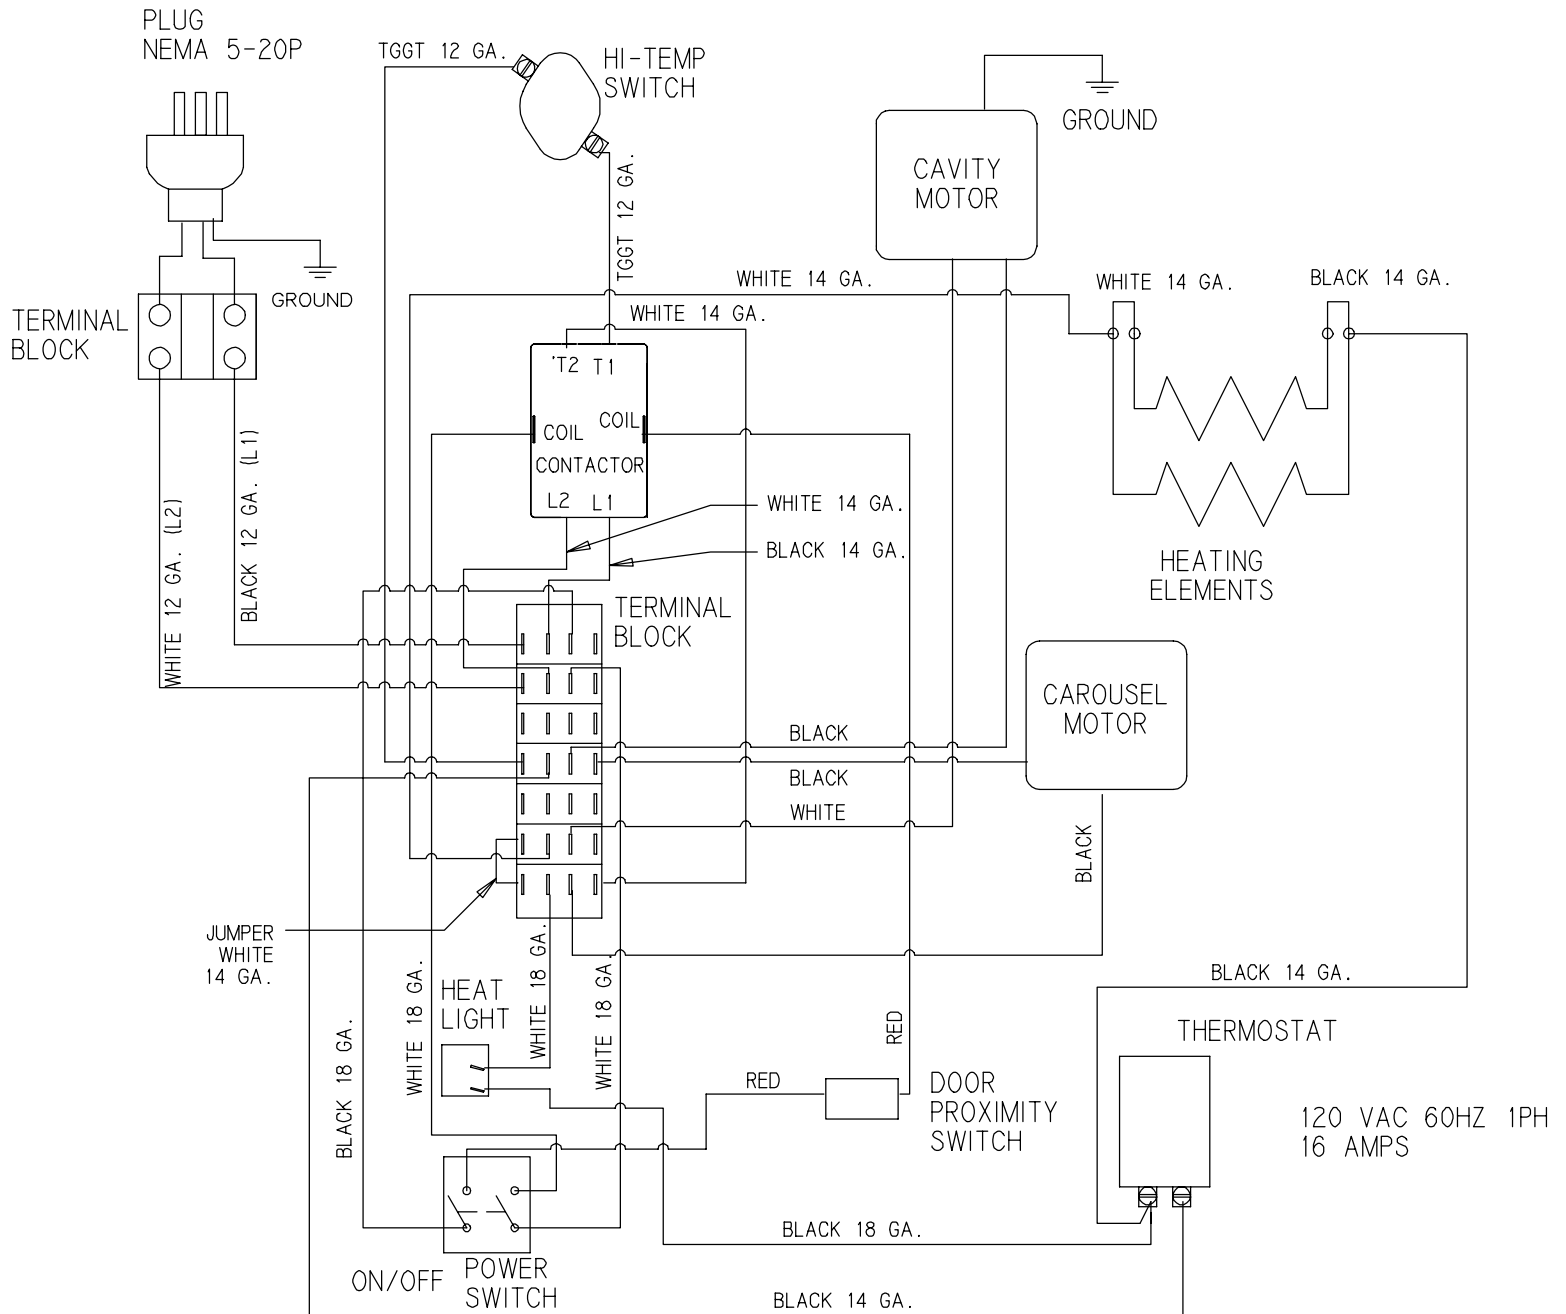 PLUG
NEMA 5-20P
TGGT 12 GA.
HI-TEMP
SWITCH
TGGT 12 GA.
CAVITY
MOTOR
GROUND
GROUND
TERMINAL
BLOCK
WHITE 14 GA.
WHITE 14 GA.
BLACK 14 GA.
WHITE 14 GA.
'T2 T1
COIL
COIL
CONTACTOR
L2 L1
WHITE 14 GA.
BLACK 14 GA.
HEATING
ELEMENTS
WHITE 12 GA. (L2)
BLACK 12 GA. (L1)
TERMINAL
BLOCK
CAROUSEL
MOTOR
BLACK
BLACK
WHITE
BLACK
JUMPER
WHITE
14 GA.
BLACK 18 GA.
WHITE 18 GA.
HEAT
LIGHT
WHITE 18 GA.
WHITE 18 GA.
RED
RED
DOOR
PROXIMITY
SWITCH
BLACK 14 GA.
THERMOSTAT
120 VAC 60HZ 1PH
16 AMPS
BLACK 18 GA.
ON/OFF
POWER
SWITCH
BLACK 14 GA.